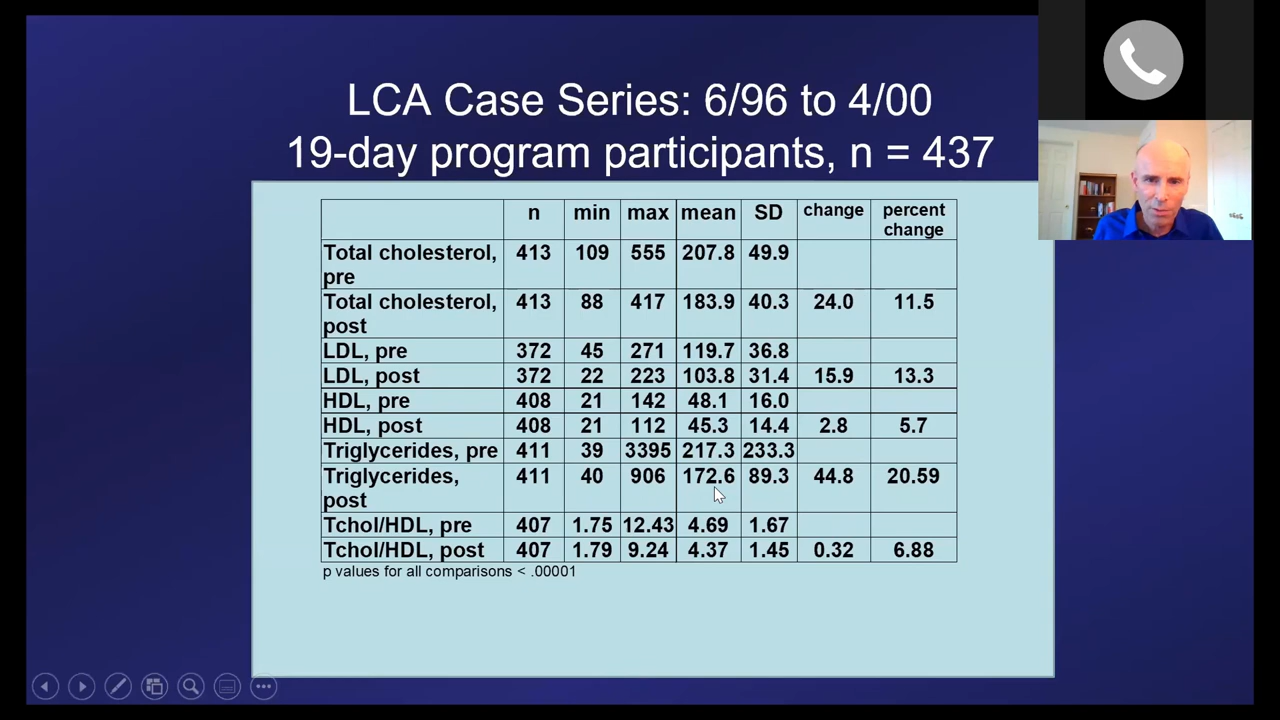 LCA Case Series: 6/96 to 4/00
19-day program participants, n = 437
n min max mean SD change percent change
Total cholesterol, pre 413 109 555 207.8 49.9
Total cholesterol, post 413 88 417 183.9 40.3 24.0 11.5
LDL, pre 372 45 271 119.7 36.8
LDL, post 372 22 223 103.8 31.4 15.9 13.3
HDL, pre 408 21 142 48.1 16.0
HDL, post 408 21 112 45.3 14.4 2.8 5.7
Triglycerides, pre 411 39 3395 217.3 233.3
Triglycerides, post 411 40 906 172.6 89.3 44.8 20.59
Tchol/HDL, pre 407 1.75 12.43 4.69 1.67
Tchol/HDL, post 407 1.79 9.24 4.37 1.45 0.32 6.88
p values for all comparisons < .00001